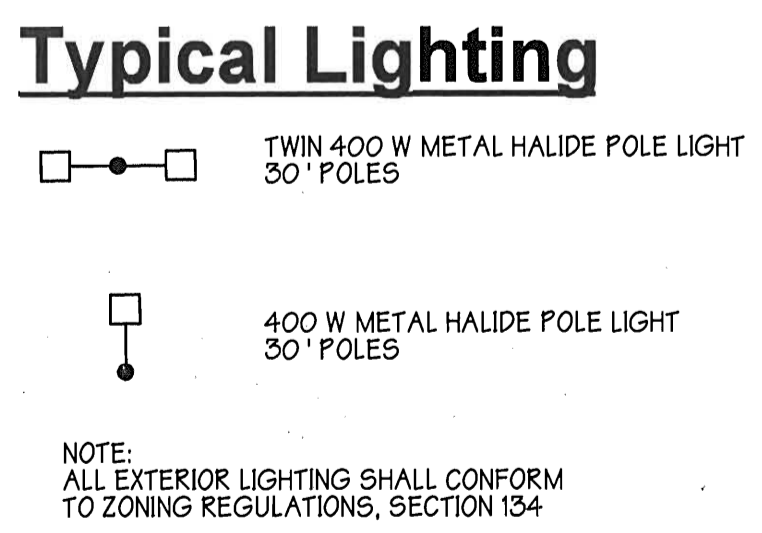 Typical Lighting
TWIN 400 W METAL HALIDE POLE LIGHT
30 ' POLES
400 W METAL HALIDE POLE LIGHT
30 ' POLES
NOTE:
ALL EXTERIOR LIGHTING SHALL CONFORM
TO ZONING REGULATIONS, SECTION 134